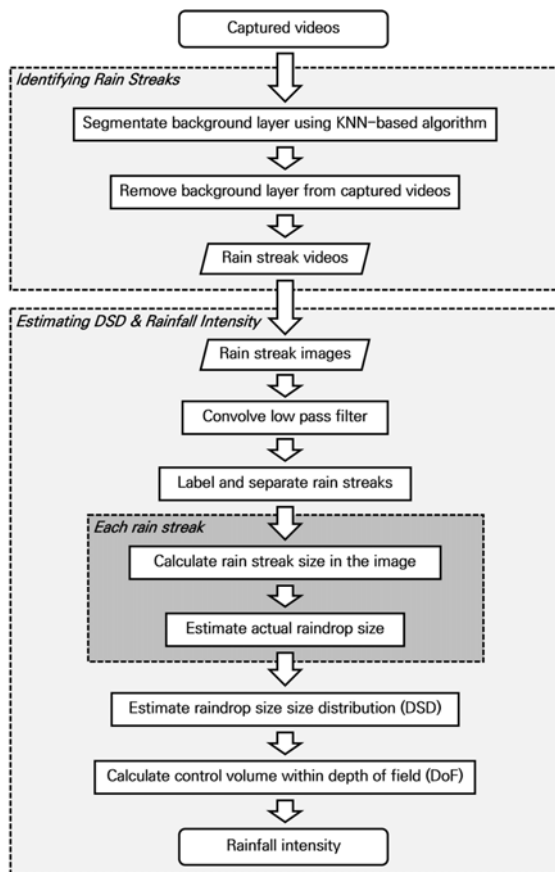 Captured videos
Identifying Rain Streaks
Segmentate background layer using KNN-based algorithm
Remove background layer from captured videos
Rain streak videos
Estimating DSD & Rainfall Intensity
Rain streak images
Convolve low pass filter
Label and separate rain streaks
Each rain streak
Calculate rain streak size in the image
Estimate actual raindrop size
Estimate raindrop size size distribution (DSD)
Calculate control volume within depth of field (DoF)
Rainfall intensity